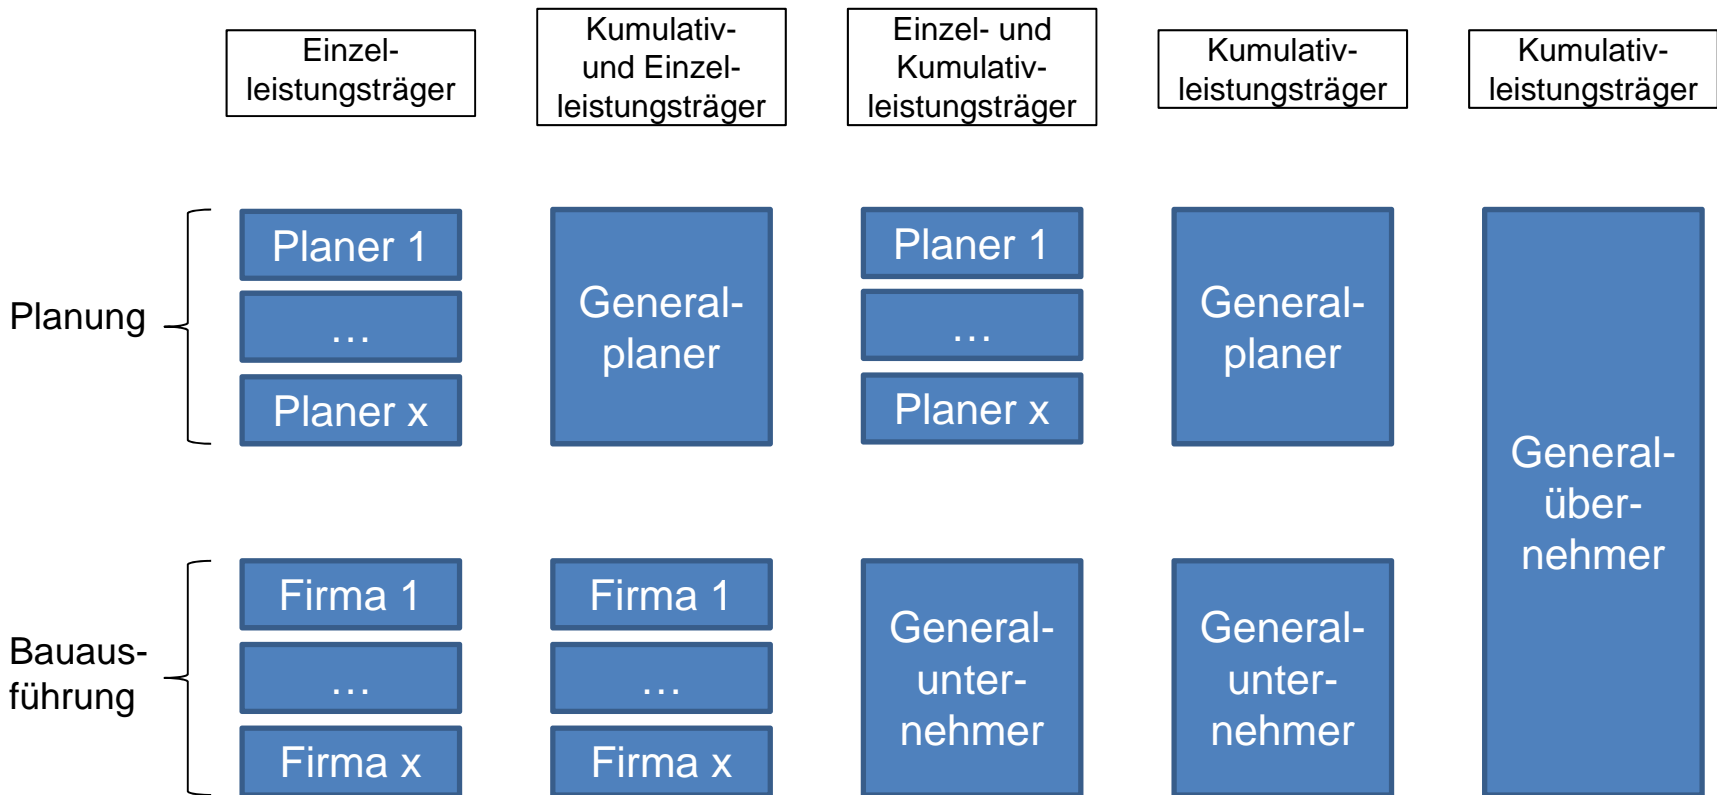 Einzel-
leistungsträger
Kumulativ-
und Einzel-
leistungsträger
Einzel- und
Kumulativ-
leistungsträger
Kumulativ-
leistungsträger
Kumulativ-
leistungsträger
Planung
Planer 1
…
Planer x
General-
planer
Planer 1
…
Planer x
General-
planer
General-
über-
nehmer
Bauaus-
führung
Firma 1
…
Firma x
Firma 1
…
Firma x
General-
unter-
nehmer
General-
unter-
nehmer